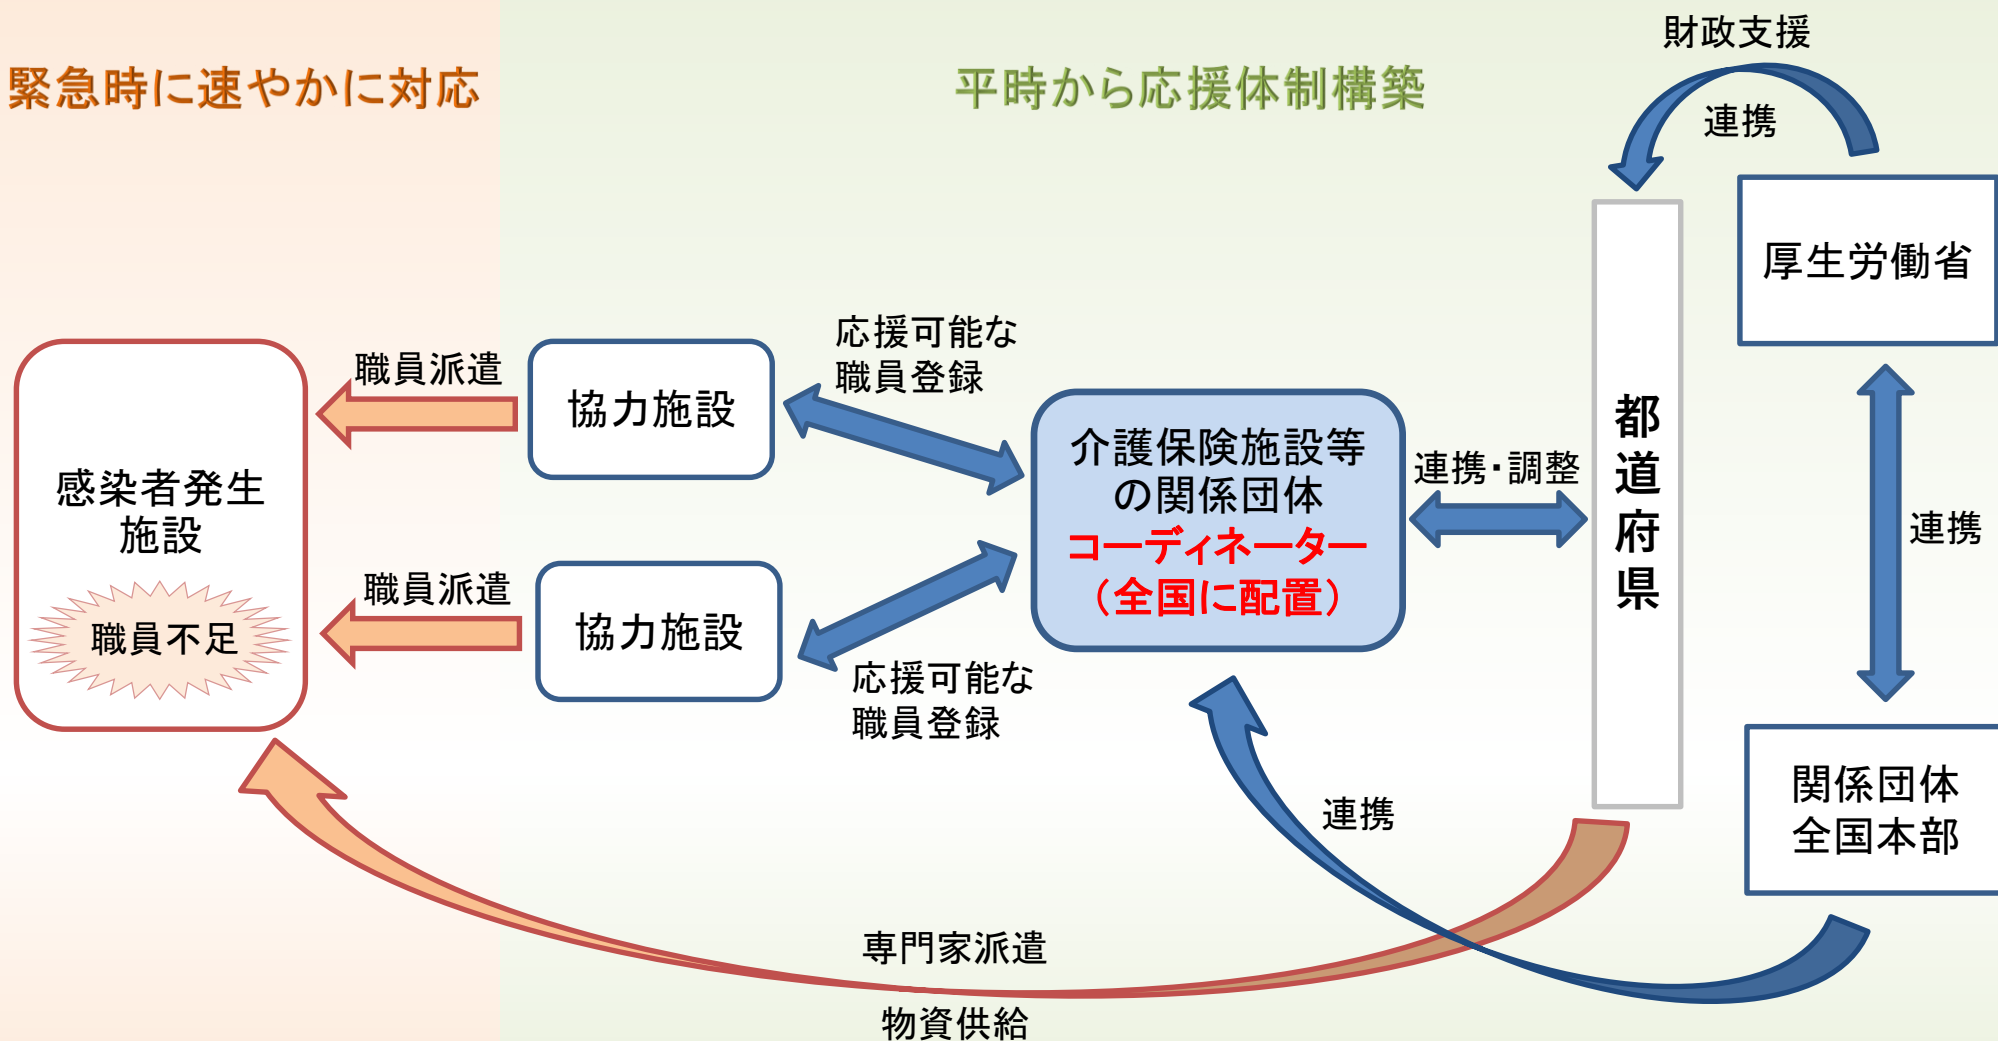 緊急時に速やかに対応
平時から応援体制構築
財政支援
連携
厚生労働省
都道府県
連携
関係団体
全国本部
応援可能な
職員登録
職員派遣
協力施設
介護保険施設等
の関係団体
コーディネーター
（全国に配置）
連携・調整
感染者発生
施設
職員不足
職員派遣
協力施設
応援可能な
職員登録
連携
専門家派遣
物資供給